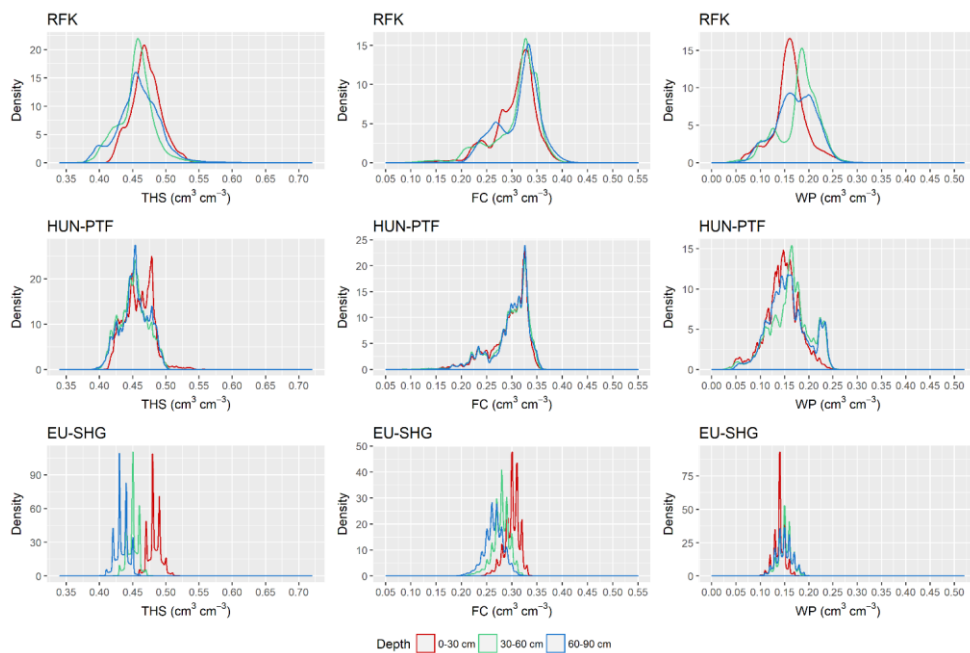 RFK RFK RFK
Density 20 15 10 5 0
0.35 0.40 0.45 0.50 0.55 0.60 0.65 0.70
THS (cm³ cm⁻³)
Density 15 10 5 0
0.05 0.10 0.15 0.20 0.25 0.30 0.35 0.40 0.45 0.50 0.55
FC (cm³ cm⁻³)
Density 15 10 5 0
0.00 0.05 0.10 0.15 0.20 0.25 0.30 0.35 0.40 0.45 0.50
WP (cm³ cm⁻³)
HUN-PTF HUN-PTF HUN-PTF
Density 20 10 0
0.35 0.40 0.45 0.50 0.55 0.60 0.65 0.70
THS (cm³ cm⁻³)
Density 25 20 15 10 5 0
0.05 0.10 0.15 0.20 0.25 0.30 0.35 0.40 0.45 0.50 0.55
FC (cm³ cm⁻³)
Density 15 10 5 0
0.00 0.05 0.10 0.15 0.20 0.25 0.30 0.35 0.40 0.45 0.50
WP (cm³ cm⁻³)
EU-SHG EU-SHG EU-SHG
Density 90 60 30 0
0.35 0.40 0.45 0.50 0.55 0.60 0.65 0.70
THS (cm³ cm⁻³)
Density 50 40 30 20 10 0
0.05 0.10 0.15 0.20 0.25 0.30 0.35 0.40 0.45 0.50 0.55
FC (cm³ cm⁻³)
Density 75 50 25 0
0.00 0.05 0.10 0.15 0.20 0.25 0.30 0.35 0.40 0.45 0.50
WP (cm³ cm⁻³)
Depth 0-30 cm 30-60 cm 60-90 cm